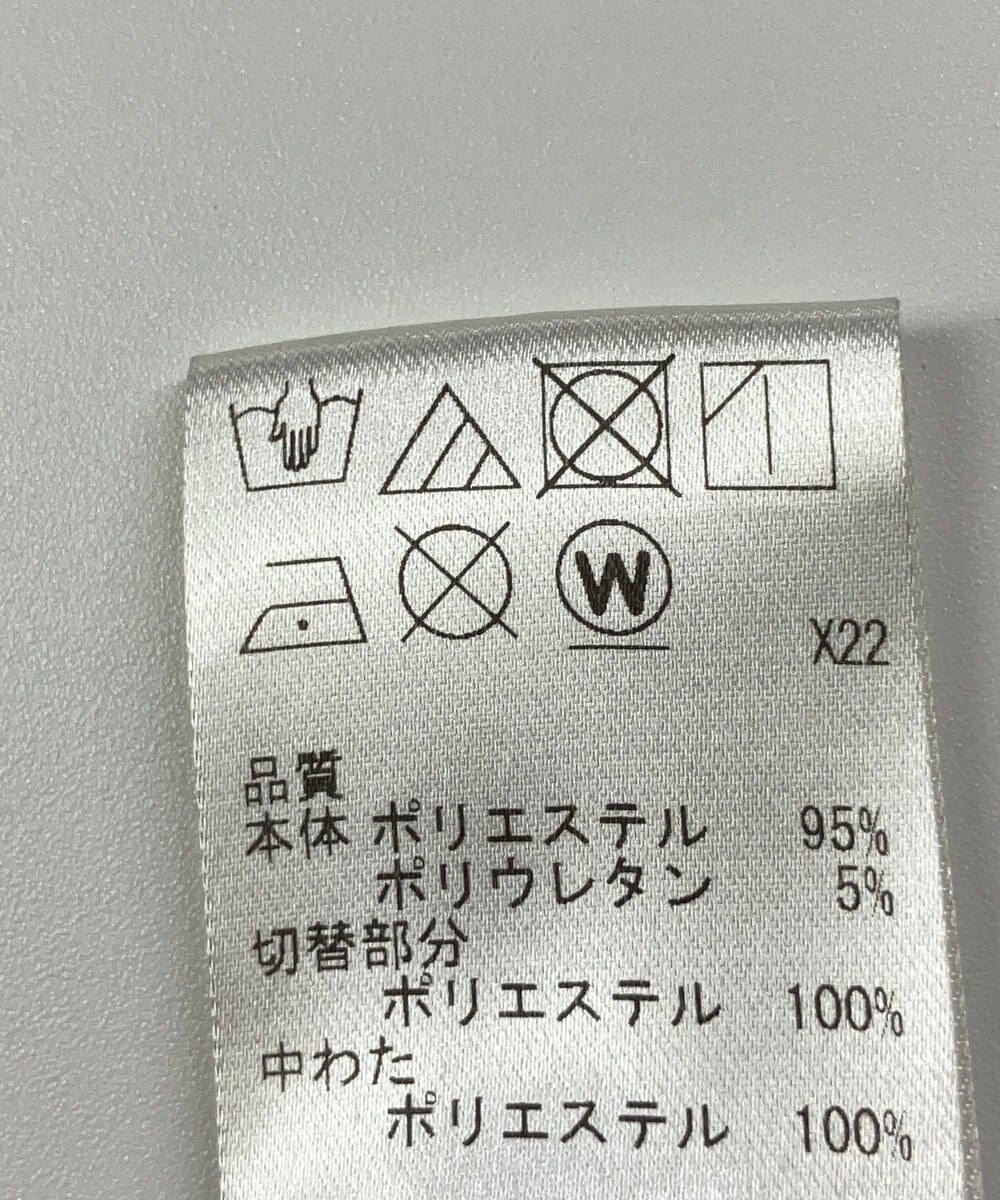 W
X22
品質
本体 ポリエステル 95%
ポリウレタン 5%
切替部分
ポリエステル 100%
中わた
ポリエステル 100%